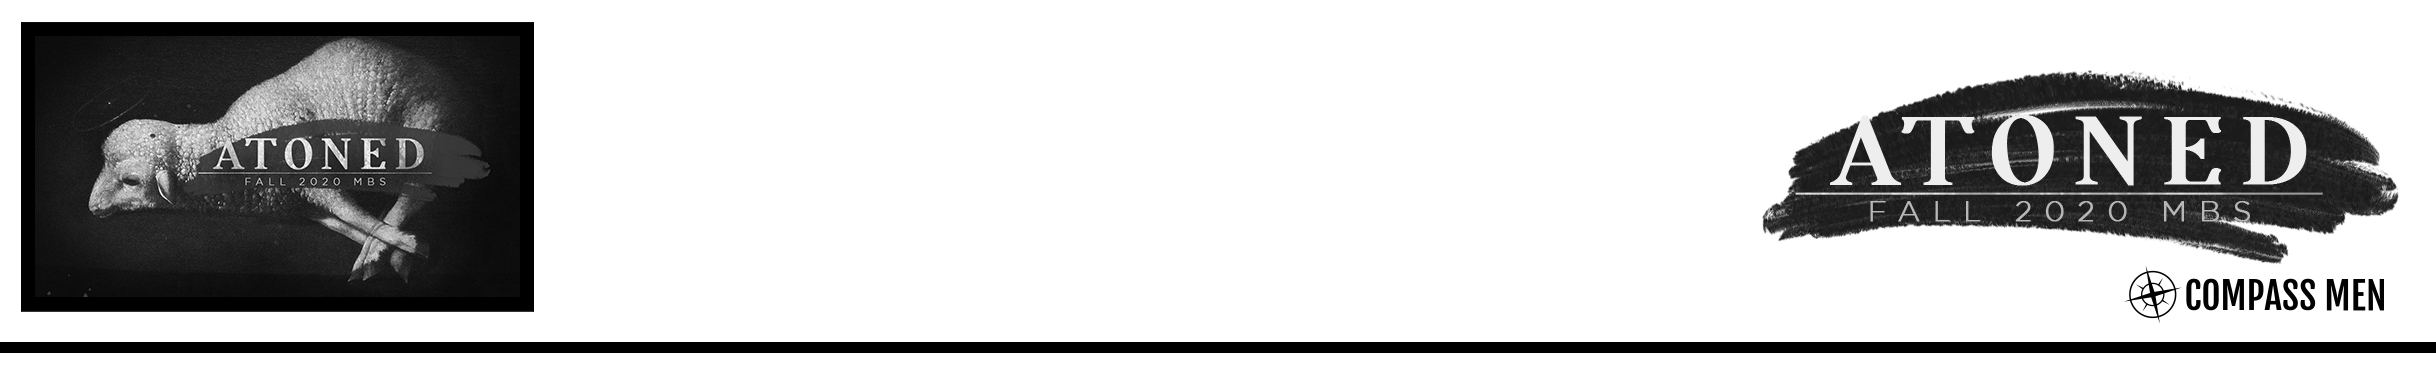 ATONED
FALL 2020 MBS
ATONED
FALL 2020 MBS
COMPASS MEN